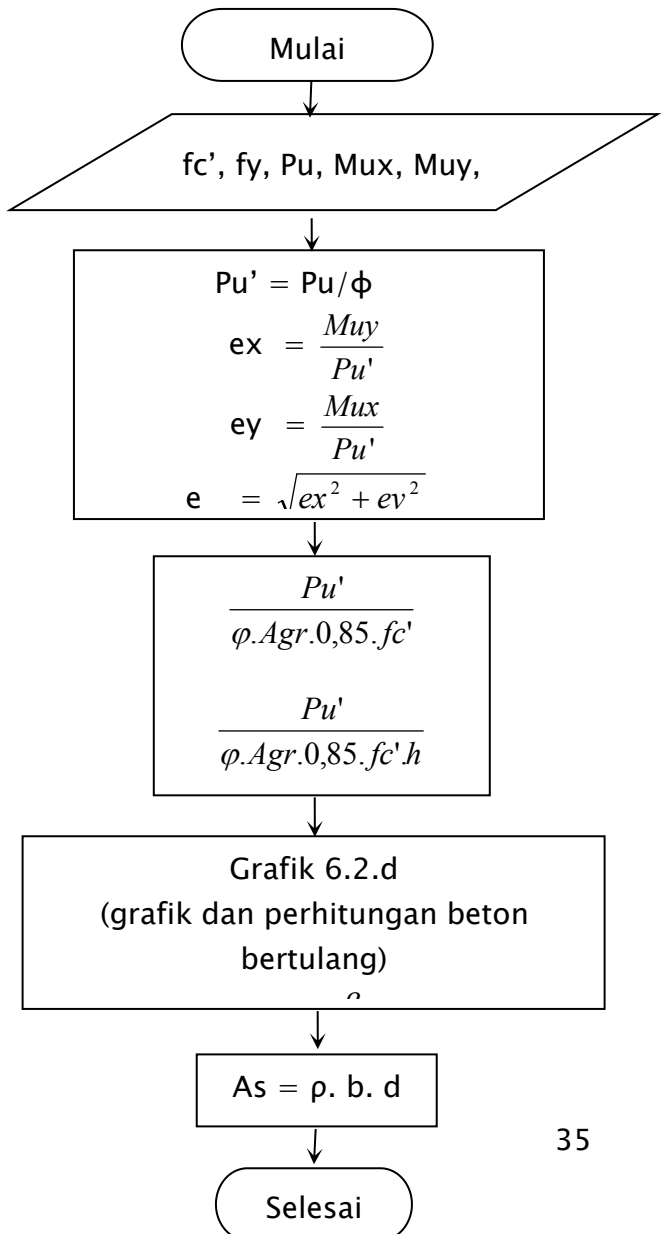 Mulai
fc’, fy, Pu, Mux, Muy,
Pu’ = Pu/ф
ex = Muy / Pu'
ey = Mux / Pu'
e = √ex² + ey²
Pu' / φ.Agr.0,85.fc'
Pu' / φ.Agr.0,85.fc'.h
Grafik 6.2.d
(grafik dan perhitungan beton
bertulang)
As = ρ. b. d
35
Selesai